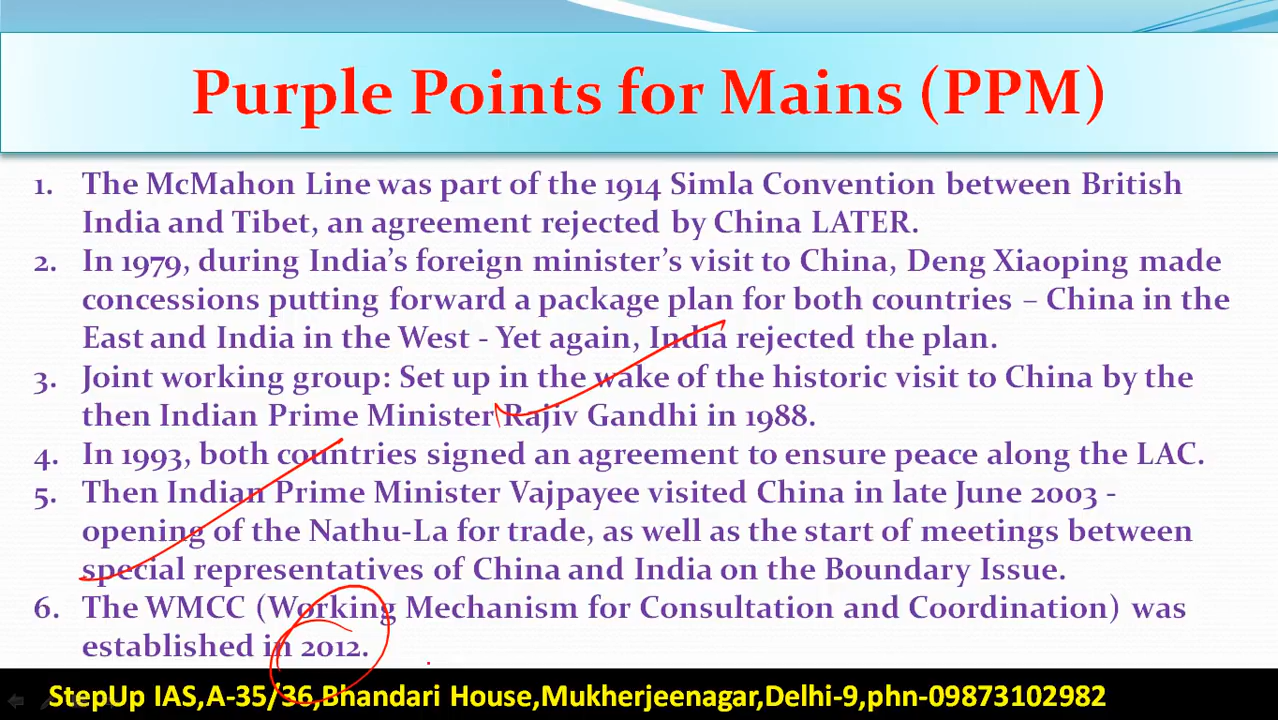 Purple Points for Mains (PPM)
1. The McMahon Line was part of the 1914 Simla Convention between British
India and Tibet, an agreement rejected by China LATER.
2. In 1979, during India’s foreign minister’s visit to China, Deng Xiaoping made
concessions putting forward a package plan for both countries – China in the
East and India in the West - Yet again, India rejected the plan.
3. Joint working group: Set up in the wake of the historic visit to China by the
then Indian Prime Minister Rajiv Gandhi in 1988.
4. In 1993, both countries signed an agreement to ensure peace along the LAC.
5. Then Indian Prime Minister Vajpayee visited China in late June 2003 -
opening of the Nathu-La for trade, as well as the start of meetings between
special representatives of China and India on the Boundary Issue.
6. The WMCC (Working Mechanism for Consultation and Coordination) was
established in 2012.
StepUp IAS,A-35/36,Bhandari House,Mukherjeenagar,Delhi-9,phn-09873102982